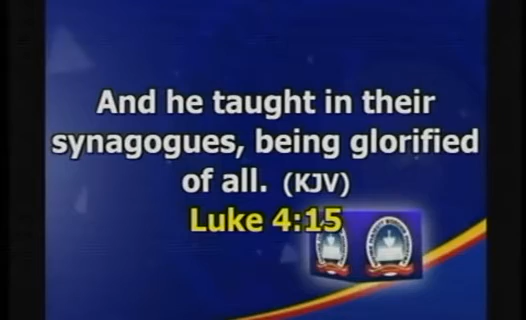 And he taught in their
synagogues, being glorified
of all. (KJV)
Luke 4:15